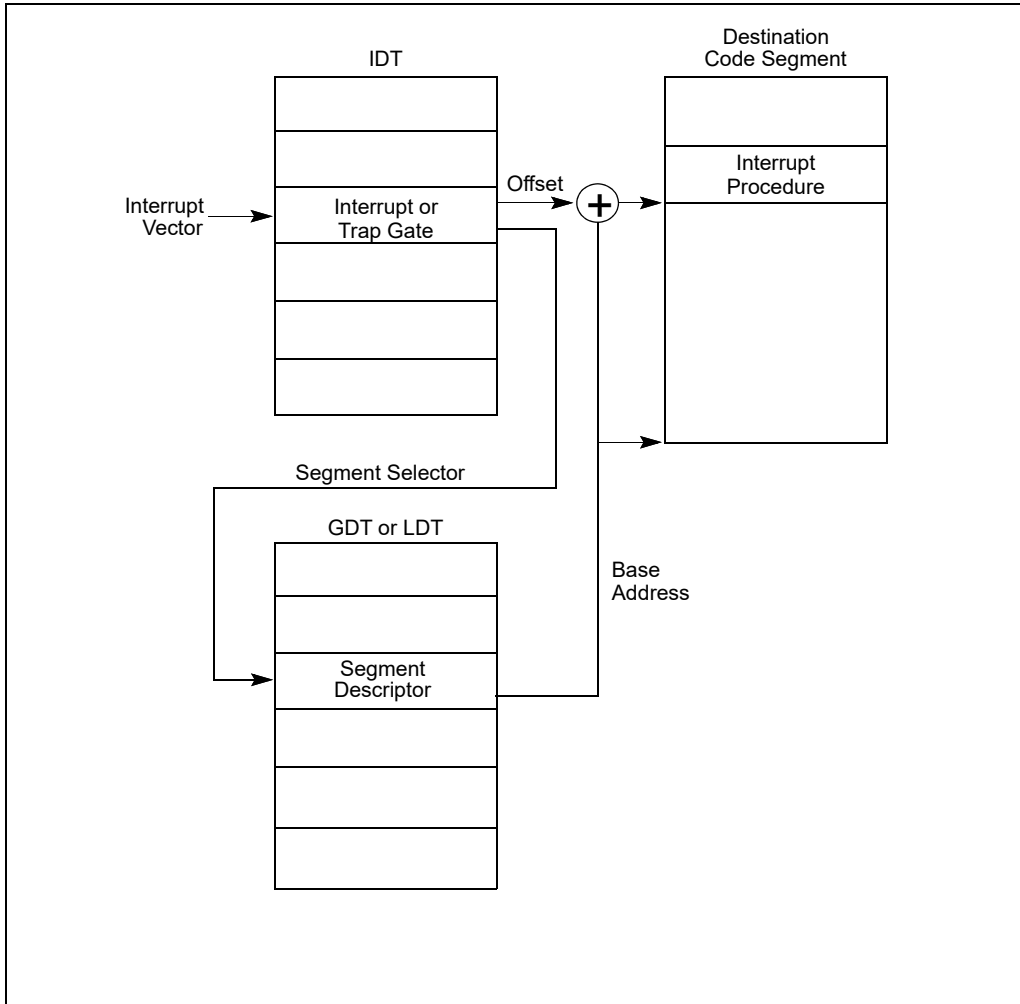 IDT
Destination
Code Segment
Interrupt
Procedure
Offset
+
Interrupt
Vector
Interrupt or
Trap Gate
Segment Selector
GDT or LDT
Base
Address
Segment
Descriptor